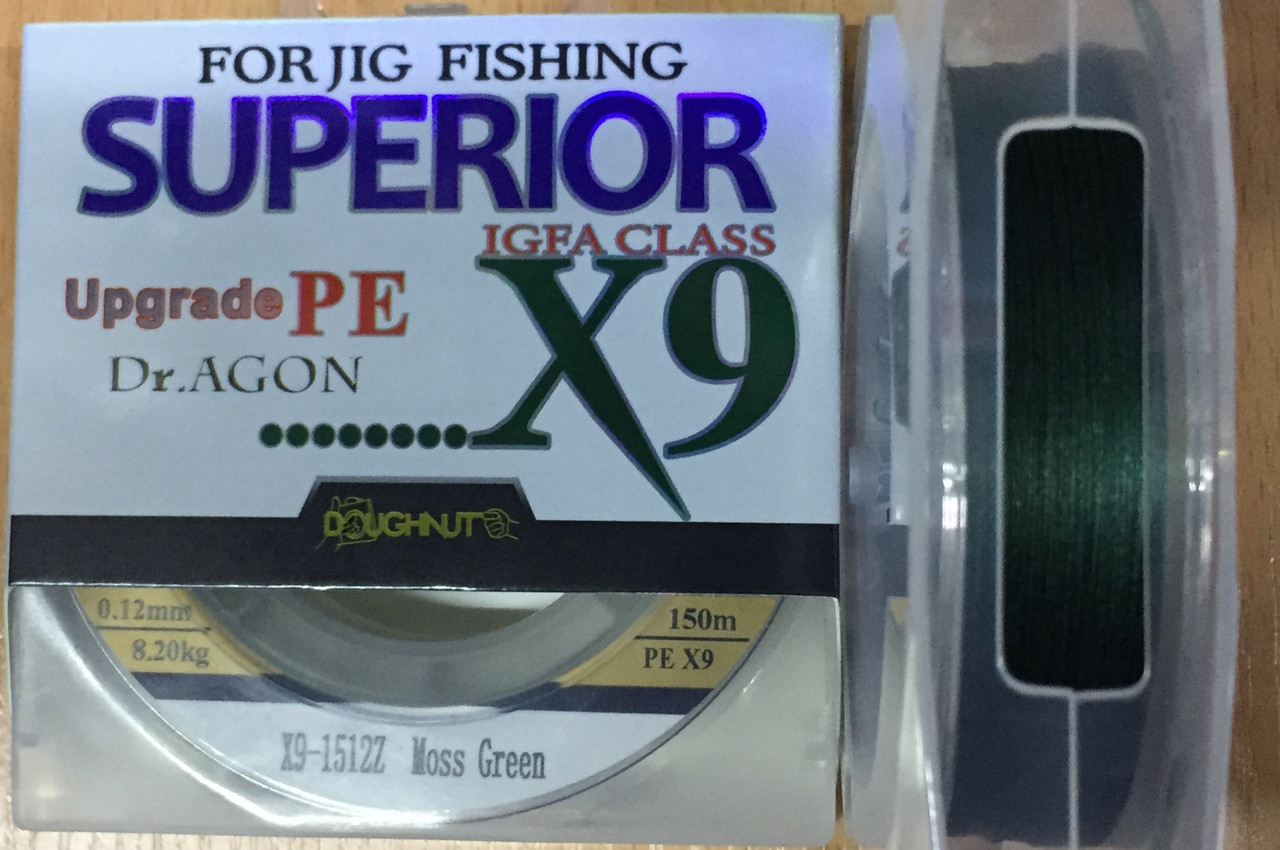 FOR JIG FISHING
SUPERIOR
IGFA CLASS
Upgrade PE
X9
Dr.AGON
DOUGHNUT
0.12mm
8.20kg
150m
PE X9
X9-1512Z Moss Green